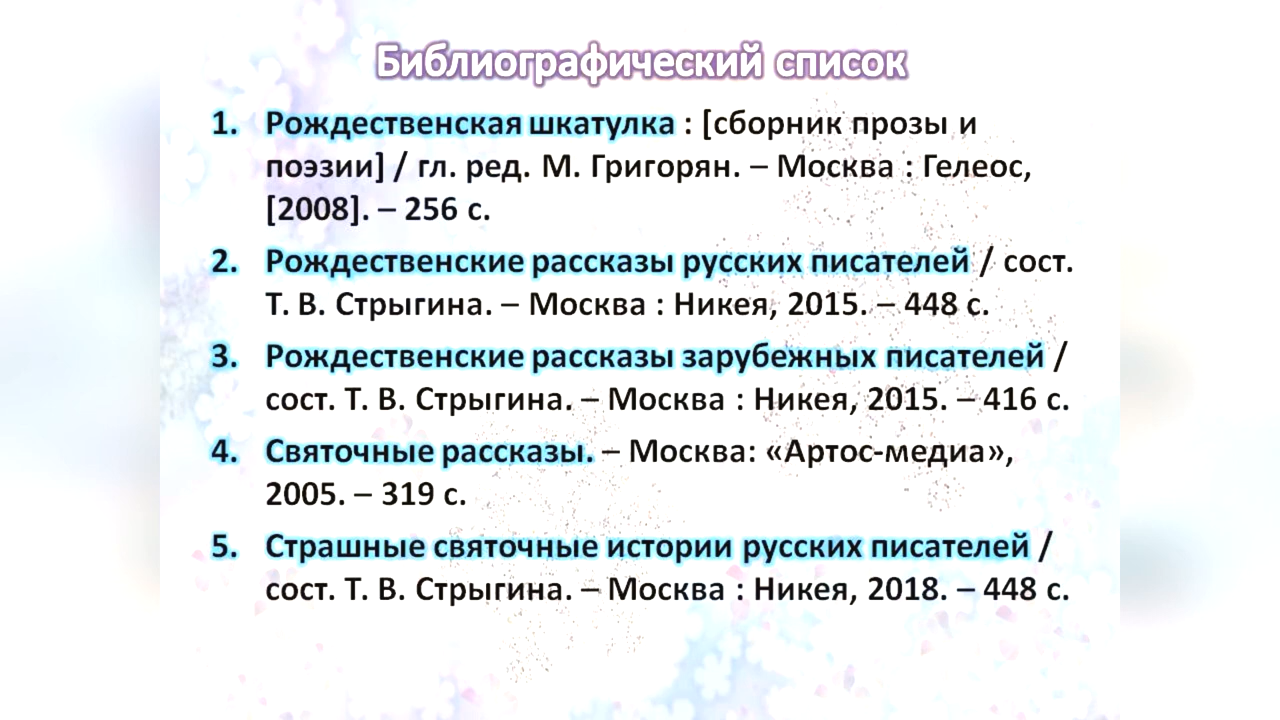 Библиографический список
1. Рождественская шкатулка : [сборник прозы и
поэзии] / гл. ред. М. Григорян. – Москва : Гелеос,
[2008]. – 256 с.
2. Рождественские рассказы русских писателей / сост.
Т. В. Стрыгина. – Москва : Никея, 2015. – 448 с.
3. Рождественские рассказы зарубежных писателей /
сост. Т. В. Стрыгина. – Москва : Никея, 2015. – 416 с.
4. Святочные рассказы. – Москва: «Артос-медиа»,
2005. – 319 с.
5. Страшные святочные истории русских писателей /
сост. Т. В. Стрыгина. – Москва : Никея, 2018. – 448 с.